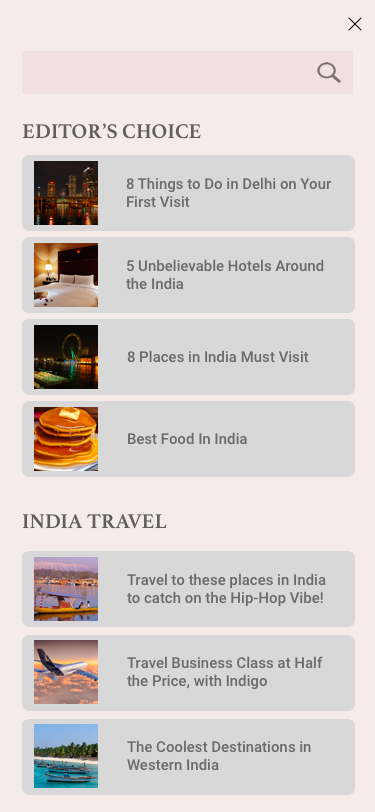 EDITOR’S CHOICE
8 Things to Do in Delhi on Your
First Visit
5 Unbelievable Hotels Around
the India
8 Places in India Must Visit
Best Food In India
INDIA TRAVEL
Travel to these places in India
to catch on the Hip-Hop Vibe!
Travel Business Class at Half
the Price, with Indigo
The Coolest Destinations in
Western India